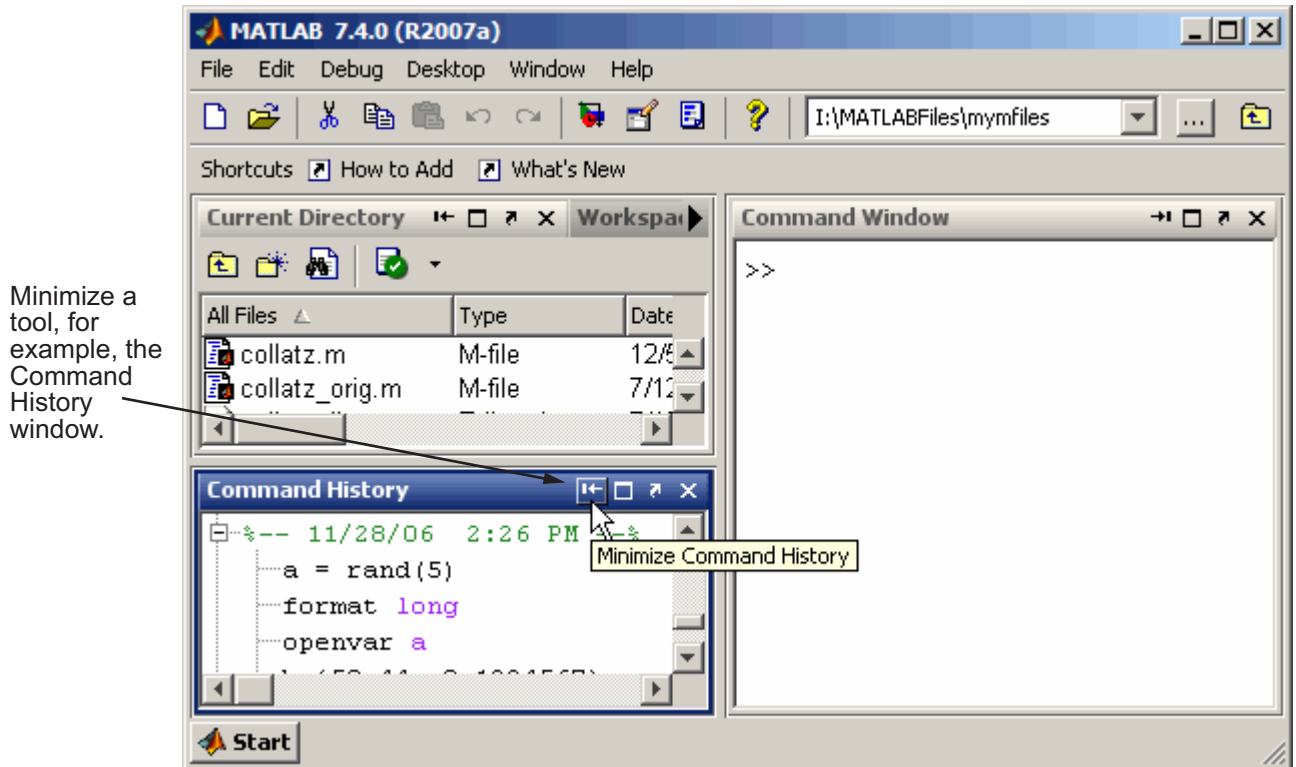 MATLAB 7.4.0 (R2007a)
File Edit Debug Desktop Window Help
I:\MATLABFiles\mymfiles ...
Shortcuts How to Add What's New
Current Directory
Command Window
>>
All Files Type
collatz.m M-file
collatz_orig.m M-file
Minimize a
tool, for
example, the
Command
History
window.
Command History
%-- 11/28/06 2:26 PM --%
Minimize Command History
a = rand(5)
format long
openvar a
Start